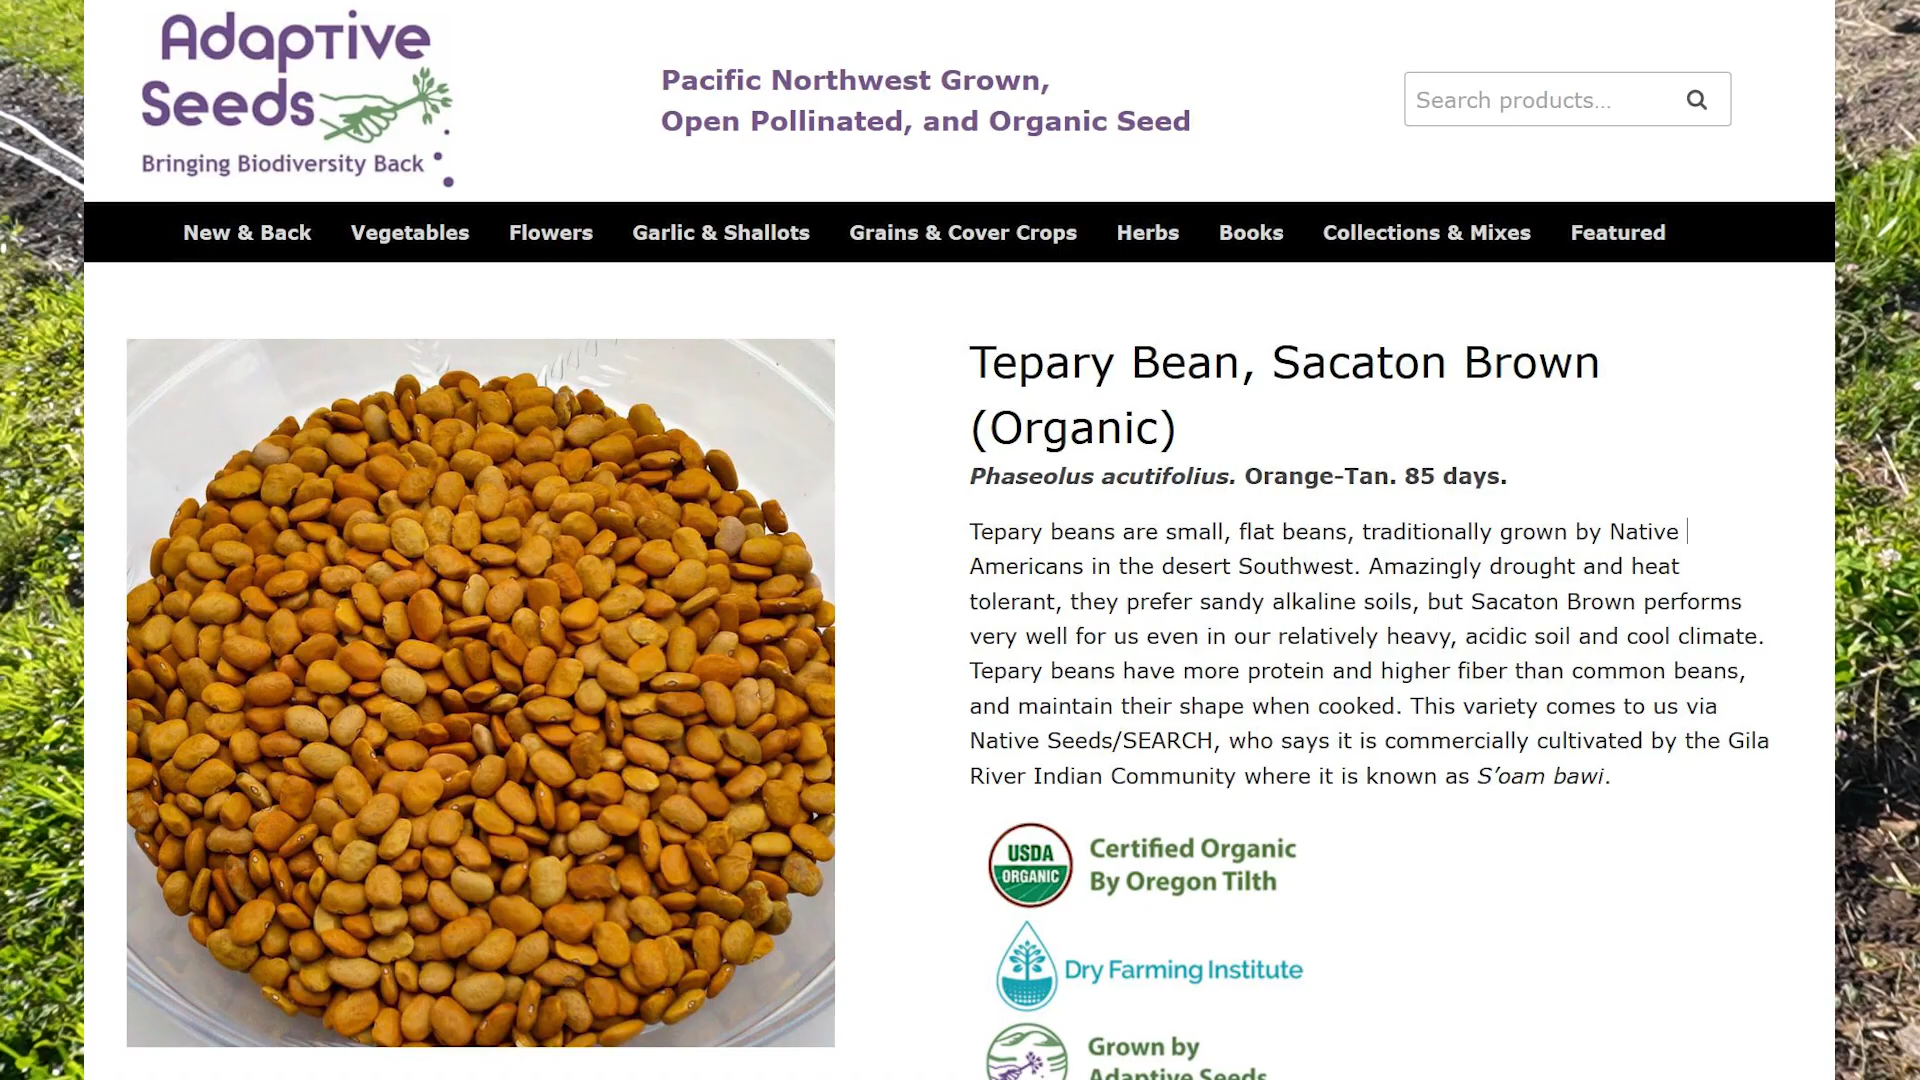 Adaptive
Seeds
Bringing Biodiversity Back
Pacific Northwest Grown,
Open Pollinated, and Organic Seed
Search products...
New & Back Vegetables Flowers Garlic & Shallots Grains & Cover Crops Herbs Books Collections & Mixes Featured
Tepary Bean, Sacaton Brown
(Organic)
Phaseolus acutifolius. Orange-Tan. 85 days.
Tepary beans are small, flat beans, traditionally grown by Native
Americans in the desert Southwest. Amazingly drought and heat
tolerant, they prefer sandy alkaline soils, but Sacaton Brown performs
very well for us even in our relatively heavy, acidic soil and cool climate.
Tepary beans have more protein and higher fiber than common beans,
and maintain their shape when cooked. This variety comes to us via
Native Seeds/SEARCH, who says it is commercially cultivated by the Gila
River Indian Community where it is known as S’oam bawi.
USDA
ORGANIC
Certified Organic
By Oregon Tilth
Dry Farming Institute
Grown by
Adaptive Seeds